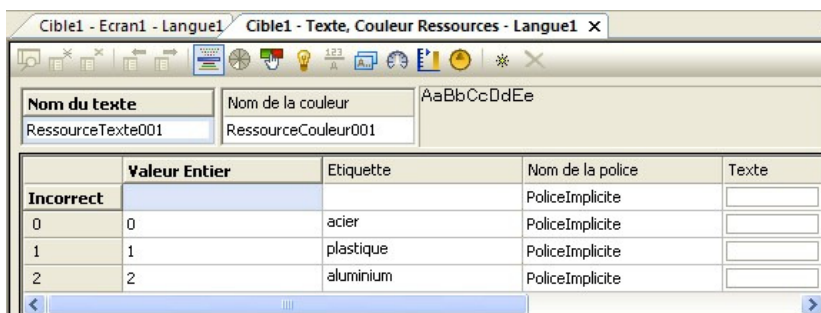 Cible1 - Ecran1 - Langue1 Cible1 - Texte, Couleur Ressources - Langue1
Nom du texte Nom de la couleur AaBbCcDdEe
RessourceTexte001 RessourceCouleur001
Valeur Entier Etiquette Nom de la police Texte
Incorrect PoliceImplicite
0 0 acier PoliceImplicite
1 1 plastique PoliceImplicite
2 2 aluminium PoliceImplicite